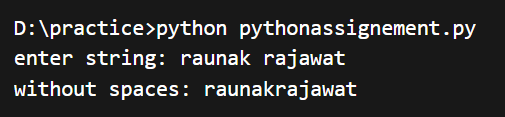 D:\practice>python pythonassignement.py
enter string: raunak rajawat
without spaces: raunakrajawat